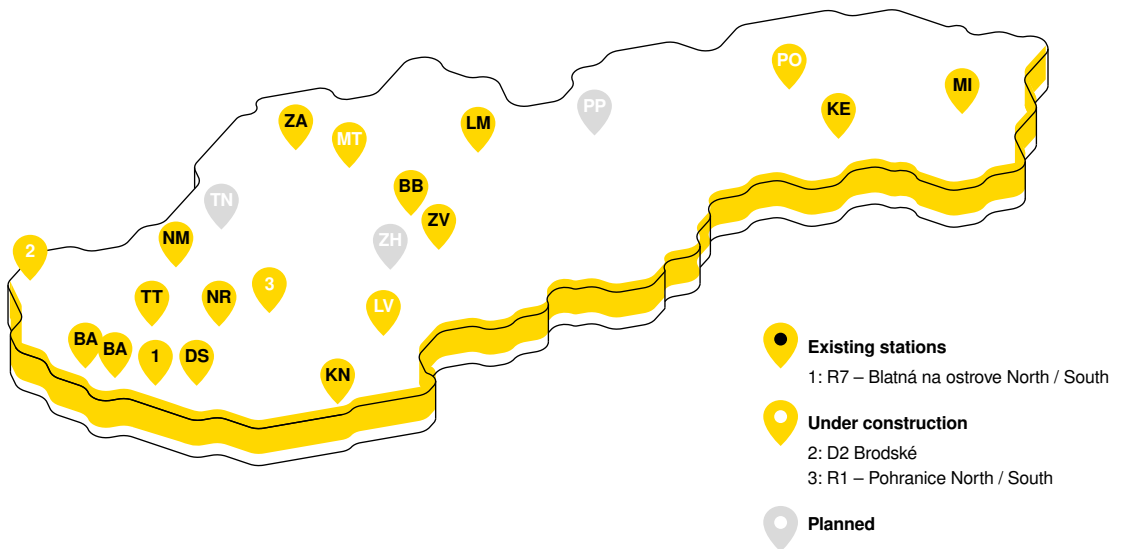 PO
MI
PP
KE
ZA
LM
MT
BB
TN
ZV
NM
ZH
2
3
TT
NR
LV
BA
BA
1
DS
KN
Existing stations
1: R7 – Blatná na ostrove North / South
Under construction
2: D2 Brodské
3: R1 – Pohranice North / South
Planned